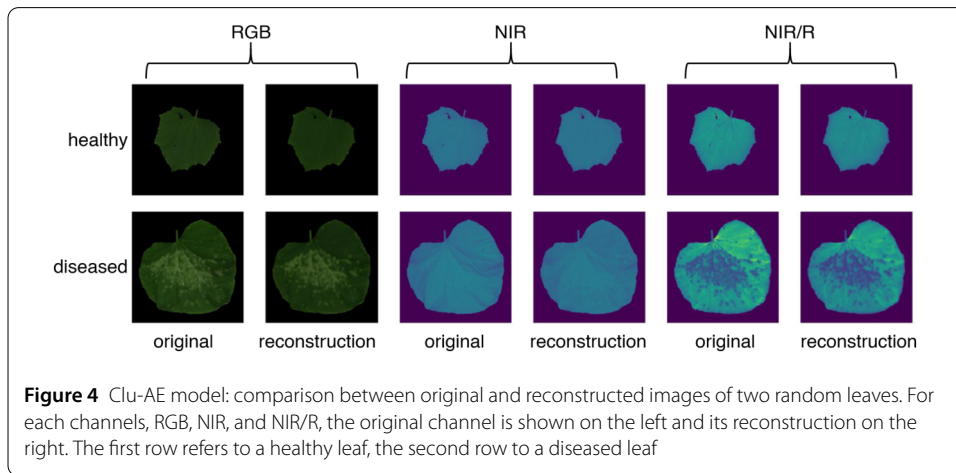 RGB NIR NIR/R
healthy
diseased
original reconstruction original reconstruction original reconstruction
Figure 4 Clu-AE model: comparison between original and reconstructed images of two random leaves. For
each channels, RGB, NIR, and NIR/R, the original channel is shown on the left and its reconstruction on the
right. The first row refers to a healthy leaf, the second row to a diseased leaf